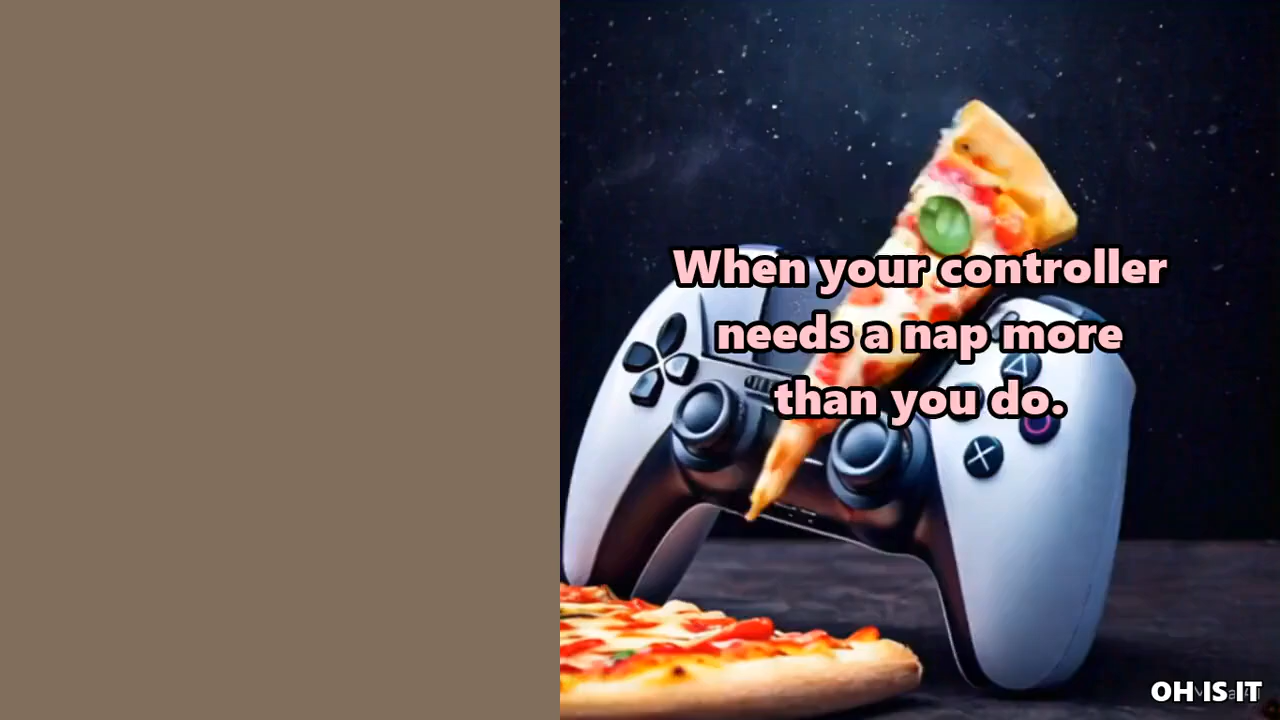 When your controller
needs a nap more
than you do.
OH IS IT